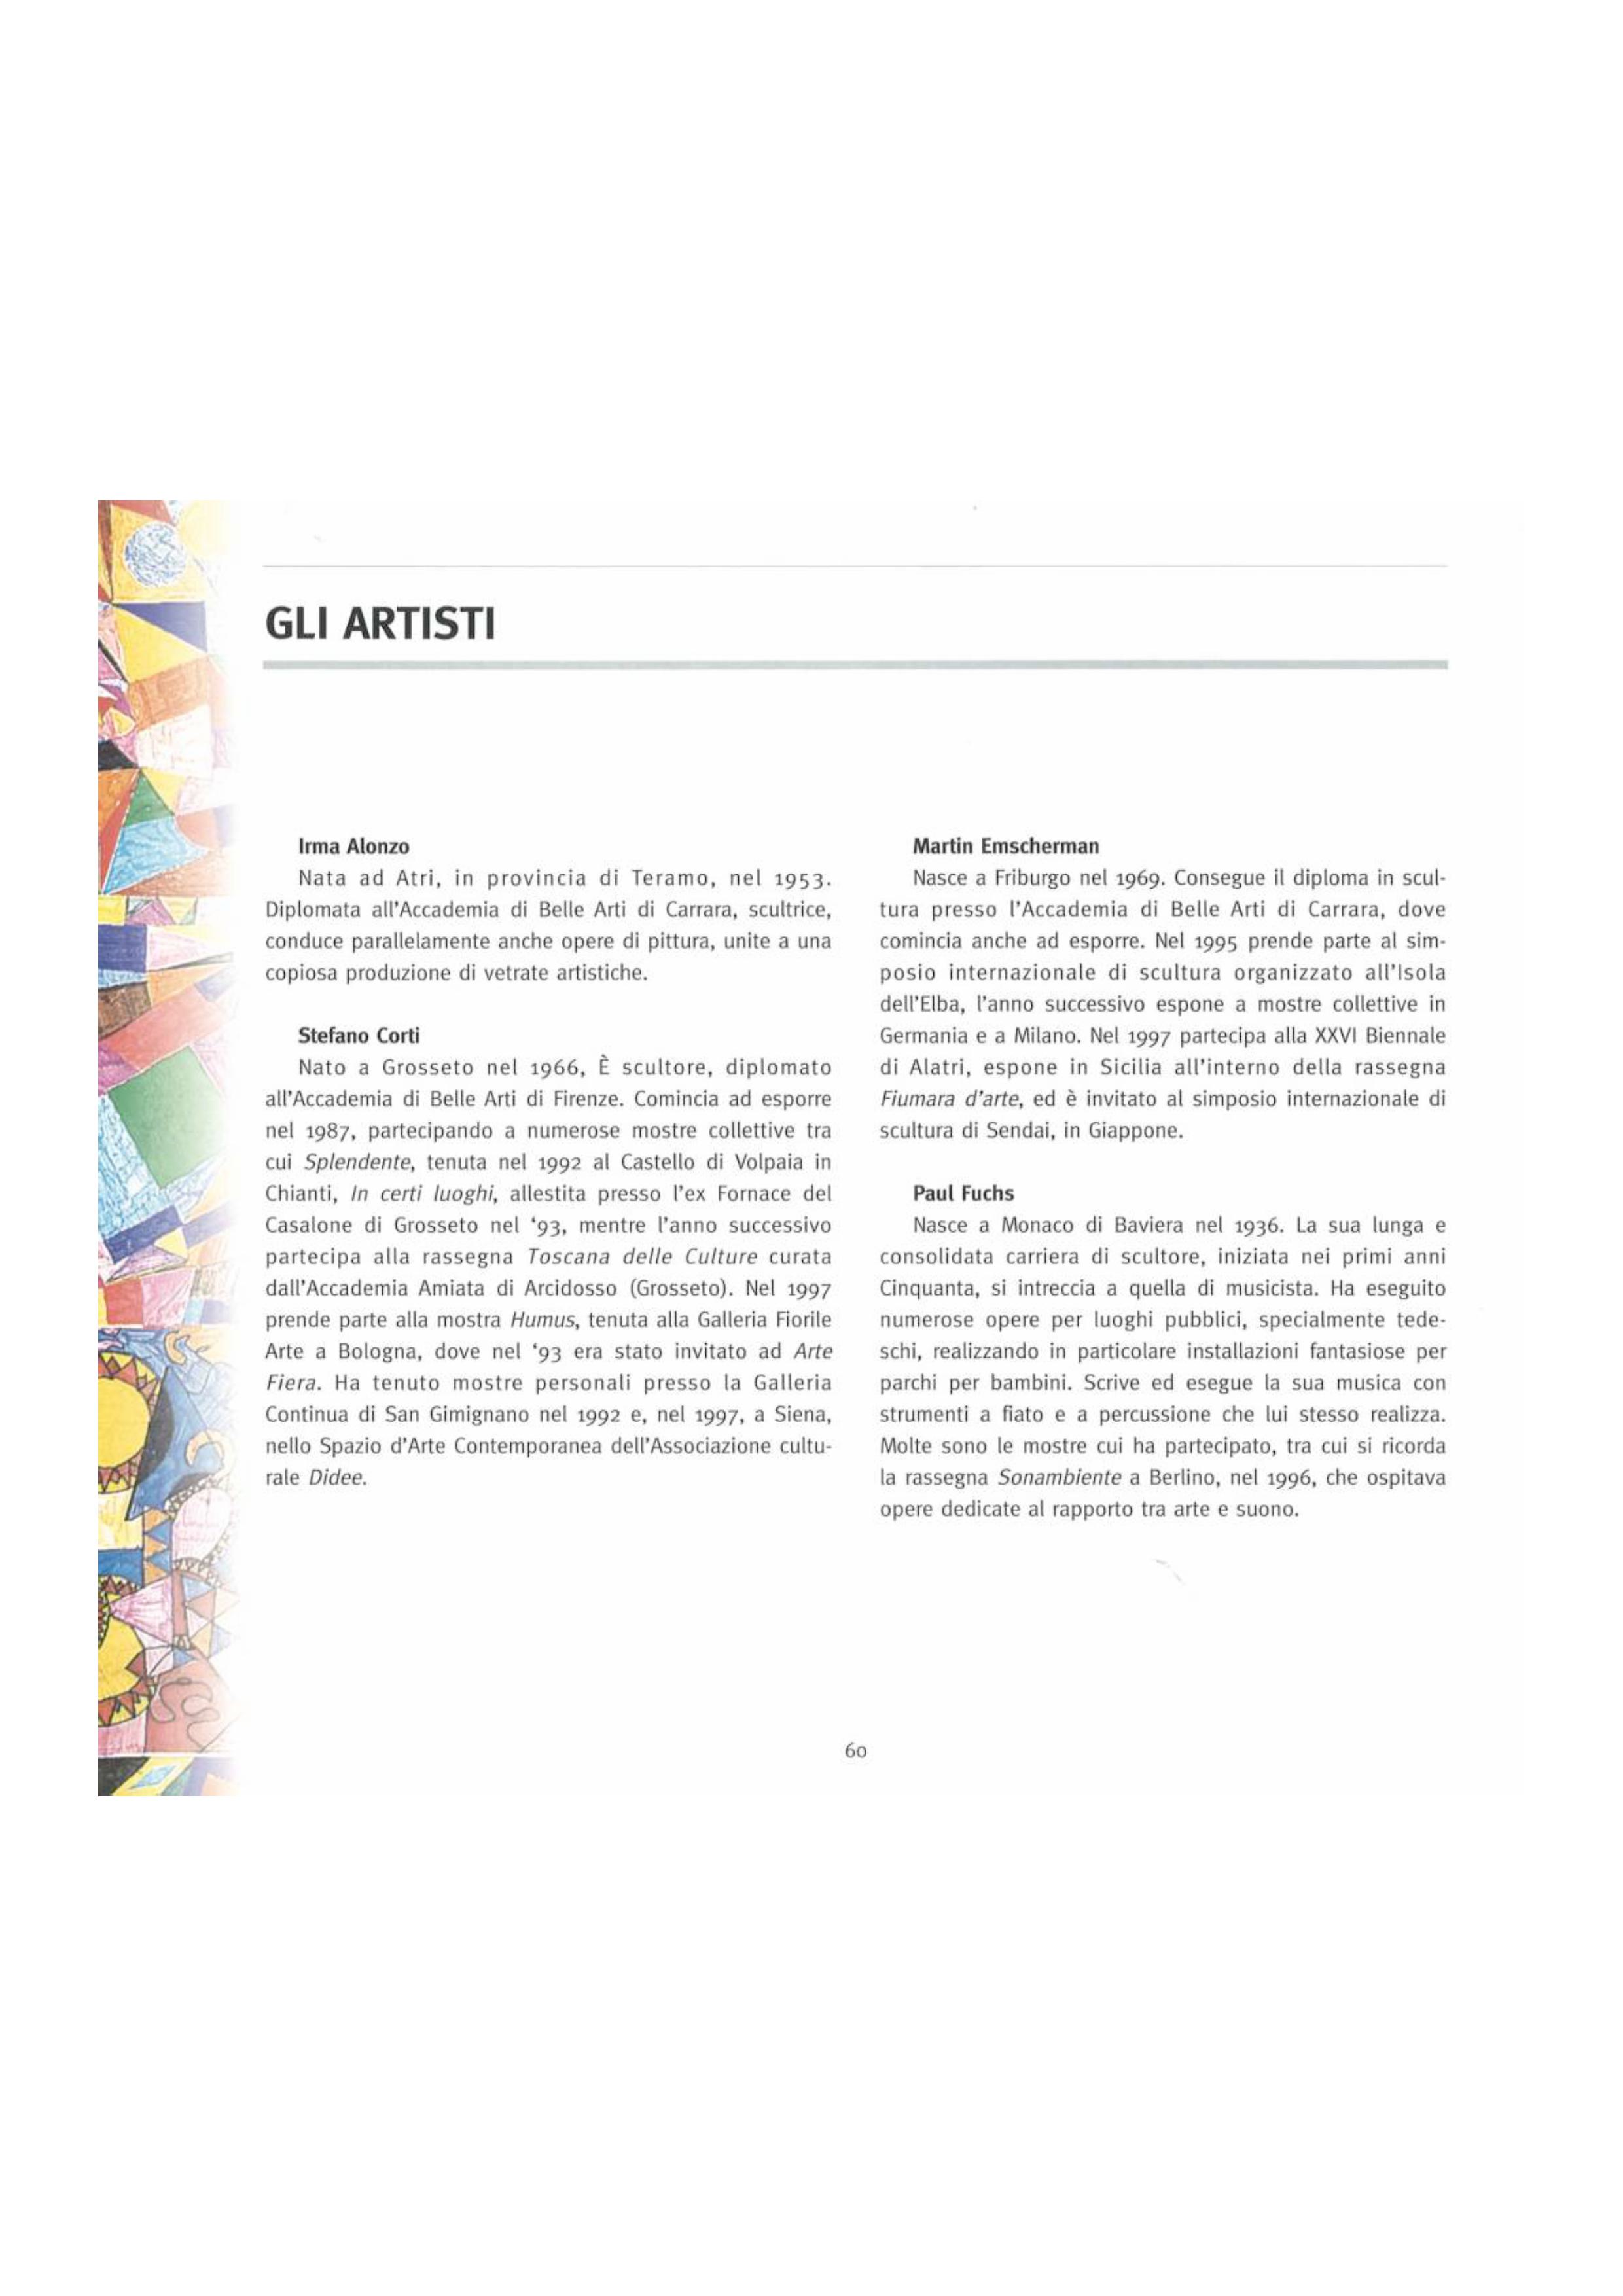 GLI ARTISTI
Irma Alonzo
Nata ad Atri, in provincia di Teramo, nel 1953.
Diplomata all'Accademia di Belle Arti di Carrara, scultrice,
conduce parallelamente anche opere di pittura, unite a una
copiosa produzione di vetrate artistiche.
Stefano Corti
Nato a Grosseto nel 1966, È scultore, diplomato
all'Accademia di Belle Arti di Firenze. Comincia ad esporre
nel 1987, partecipando a numerose mostre collettive tra
cui Splendente, tenuta nel 1992 al Castello di Volpaia in
Chianti, In certi luoghi, allestita presso l'ex Fornace del
Casalone di Grosseto nel '93, mentre l'anno successivo
partecipa alla rassegna Toscana delle Culture curata
dall'Accademia Amiata di Arcidosso (Grosseto). Nel 1997
prende parte alla mostra Humus, tenuta alla Galleria Fiorile
Arte a Bologna, dove nel '93 era stato invitato ad Arte
Fiera. Ha tenuto mostre personali presso la Galleria
Continua di San Gimignano nel 1992 e, nel 1997, a Siena,
nello Spazio d'Arte Contemporanea dell'Associazione cultu-
rale Didee.
Martin Emscherman
Nasce a Friburgo nel 1969. Consegue il diploma in scul-
tura presso l'Accademia di Belle Arti di Carrara, dove
comincia anche ad esporre. Nel 1995 prende parte al sim-
posio internazionale di scultura organizzato all'Isola
dell'Elba, l'anno successivo espone a mostre collettive in
Germania e a Milano. Nel 1997 partecipa alla XXVI Biennale
di Alatri, espone in Sicilia all'interno della rassegna
Fiumara d'arte, ed è invitato al simposio internazionale di
scultura di Sendai, in Giappone.
Paul Fuchs
Nasce a Monaco di Baviera nel 1936. La sua lunga e
consolidata carriera di scultore, iniziata nei primi anni
Cinquanta, si intreccia a quella di musicista. Ha eseguito
numerose opere per luoghi pubblici, specialmente tede-
schi, realizzando in particolare installazioni fantasiose per
parchi per bambini. Scrive ed esegue la sua musica con
strumenti a fiato e a percussione che lui stesso realizza.
Molte sono le mostre cui ha partecipato, tra cui si ricorda
la rassegna Sonambiente a Berlino, nel 1996, che ospitava
opere dedicate al rapporto tra arte e suono.
60